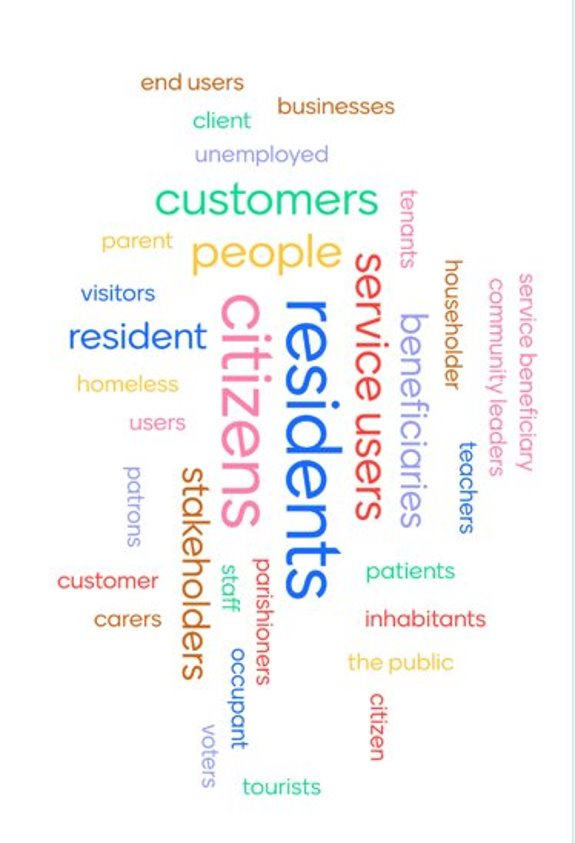 end users
businesses
client
unemployed
customers
tenants
parent
people
service users
householder
service beneficiary
community leaders
visitors
citizens
residents
beneficiaries
resident
homeless
users
teachers
patrons
stakeholders
customer
staff
parishioners
patients
carers
inhabitants
occupant
the public
citizen
voters
tourists